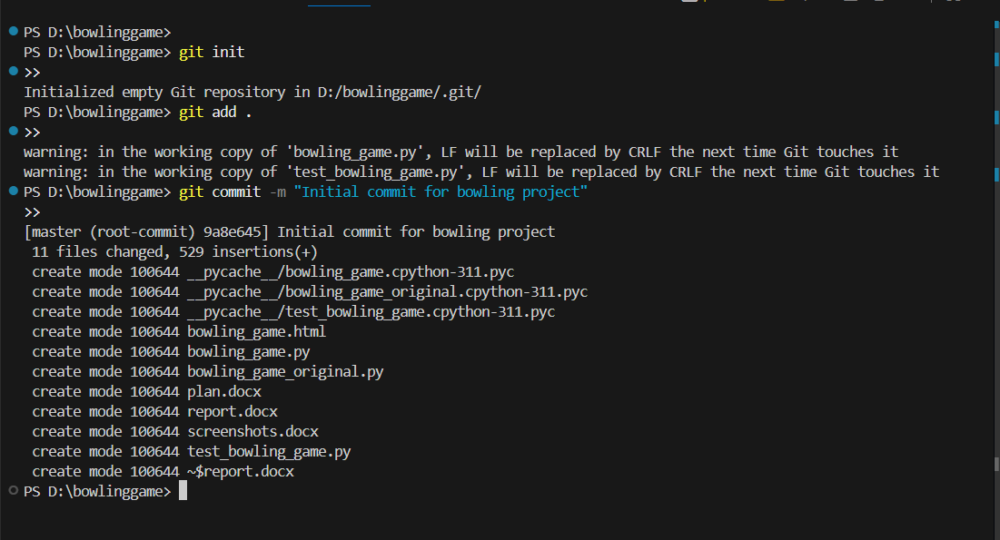 PS D:\bowlinggame>
PS D:\bowlinggame> git init
>>
Initialized empty Git repository in D:/bowlinggame/.git/
PS D:\bowlinggame> git add .
>>
warning: in the working copy of 'bowling_game.py', LF will be replaced by CRLF the next time Git touches it
warning: in the working copy of 'test_bowling_game.py', LF will be replaced by CRLF the next time Git touches it
PS D:\bowlinggame> git commit -m "Initial commit for bowling project"
>>
[master (root-commit) 9a8e645] Initial commit for bowling project
 11 files changed, 529 insertions(+)
 create mode 100644 __pycache__/bowling_game.cpython-311.pyc
 create mode 100644 __pycache__/bowling_game_original.cpython-311.pyc
 create mode 100644 __pycache__/test_bowling_game.cpython-311.pyc
 create mode 100644 bowling_game.html
 create mode 100644 bowling_game.py
 create mode 100644 bowling_game_original.py
 create mode 100644 plan.docx
 create mode 100644 report.docx
 create mode 100644 screenshots.docx
 create mode 100644 test_bowling_game.py
 create mode 100644 ~$report.docx
PS D:\bowlinggame>